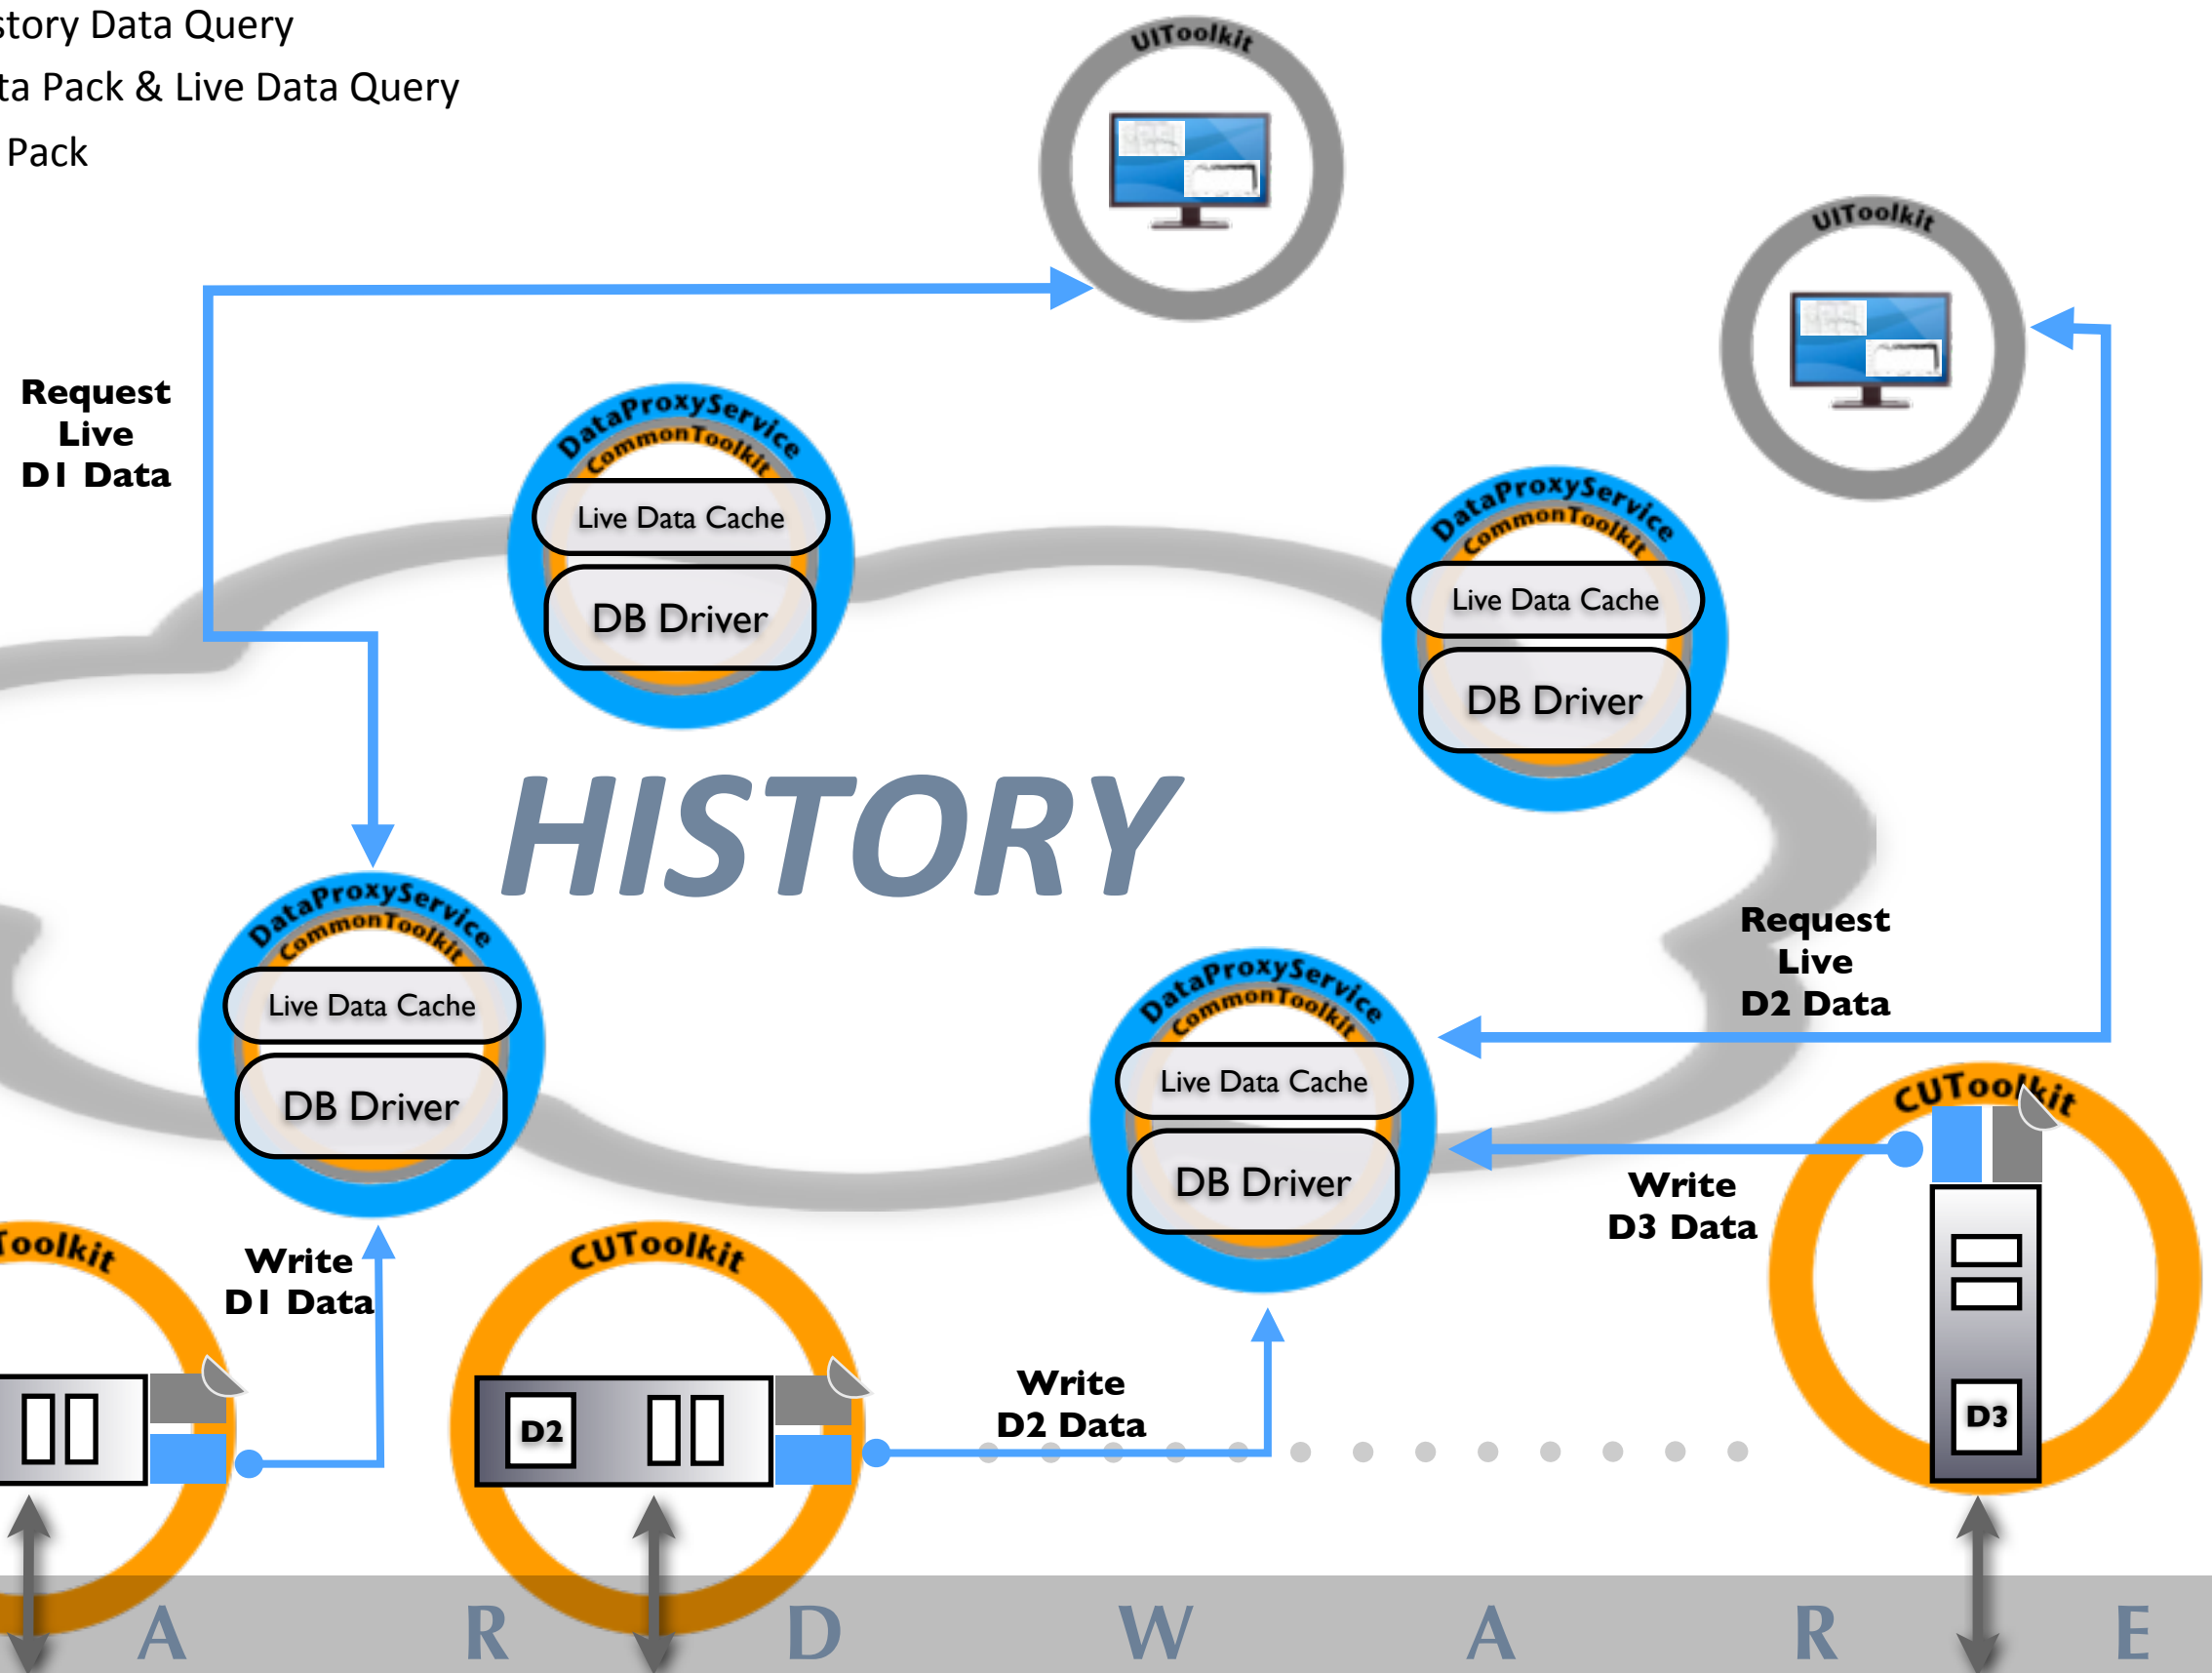 story Data Query
ta Pack & Live Data Query
Pack
UIToolkit
UIToolkit
Request
Live
D1 Data
DataProxyService
CommonToolkit
Live Data Cache
DB Driver
DataProxyService
CommonToolkit
Live Data Cache
DB Driver
HISTORY
DataProxyService
CommonToolkit
Live Data Cache
DB Driver
DataProxyService
CommonToolkit
Live Data Cache
DB Driver
Request
Live
D2 Data
CUToolkit
Write
D3 Data
D3
Toolkit
Write
D1 Data
CUToolkit
D2
Write
D2 Data
A R D W A R E